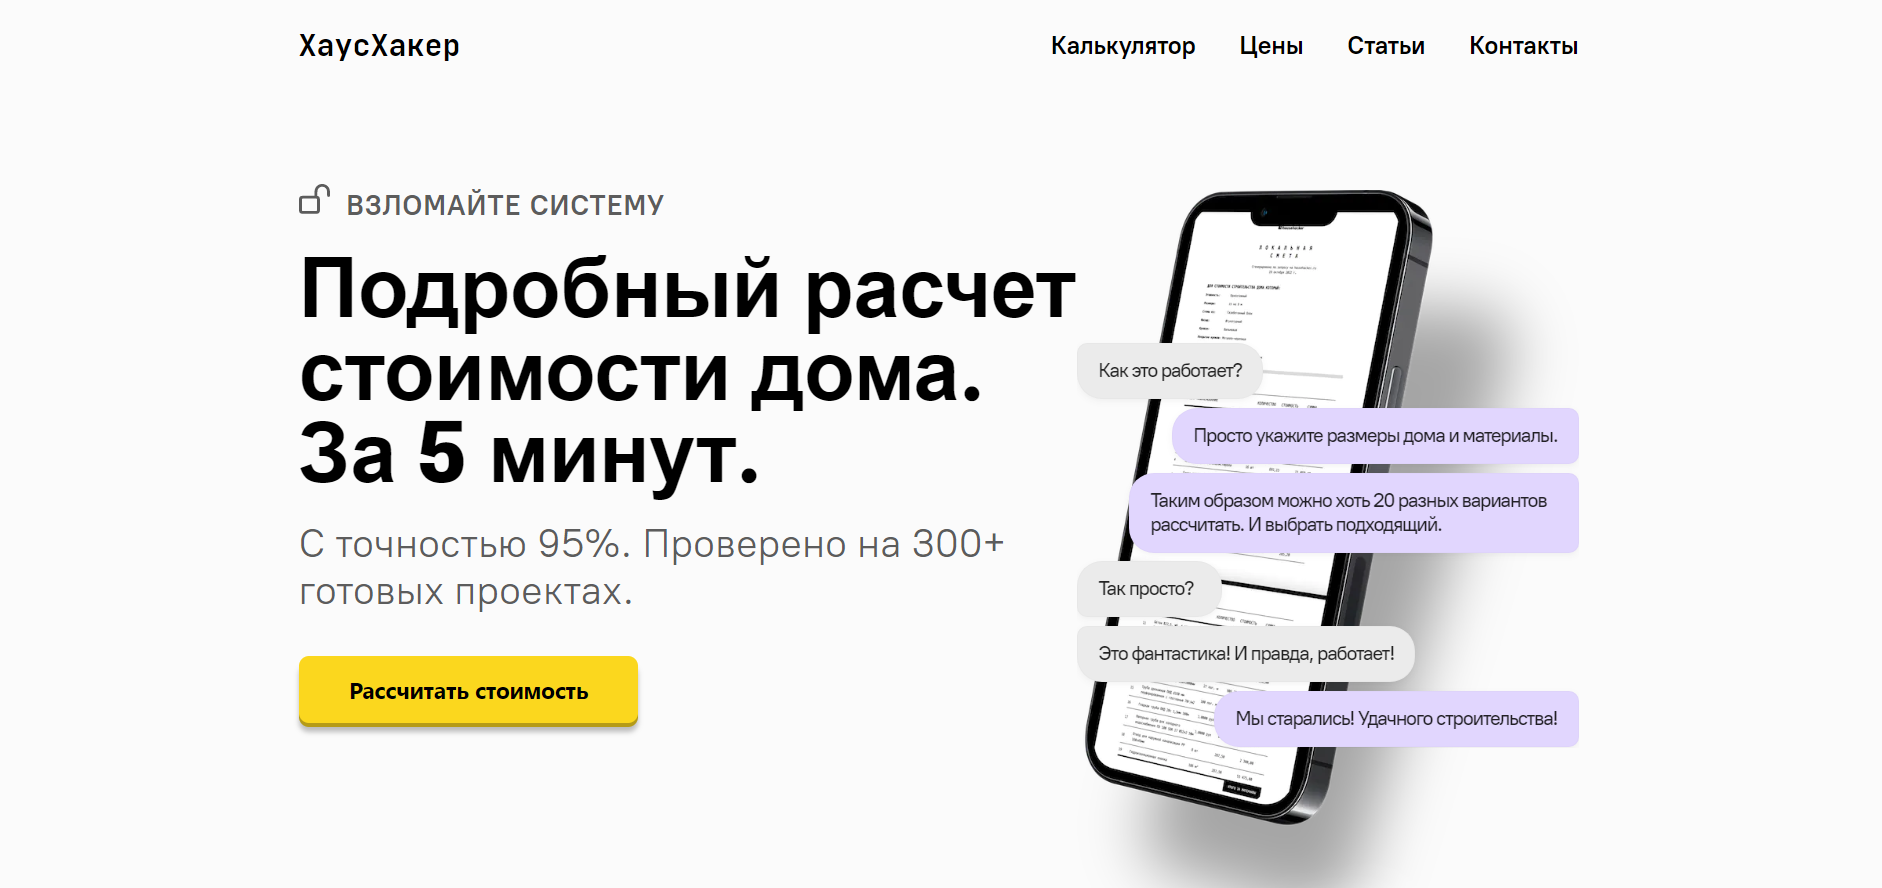 ХаусХакер
Калькулятор Цены Статьи Контакты
ВЗЛОМАЙТЕ СИСТЕМУ
Подробный расчет
стоимости дома.
За 5 минут.
С точностью 95%. Проверено на 300+
готовых проектах.
Рассчитать стоимость
ЛОКАЛЬНАЯ
СМЕТА
Как это работает?
Просто укажите размеры дома и материалы.
Таким образом можно хоть 20 разных вариантов
рассчитать. И выбрать подходящий.
Так просто?
Это фантастика! И правда, работает!
Мы старались! Удачного строительства!